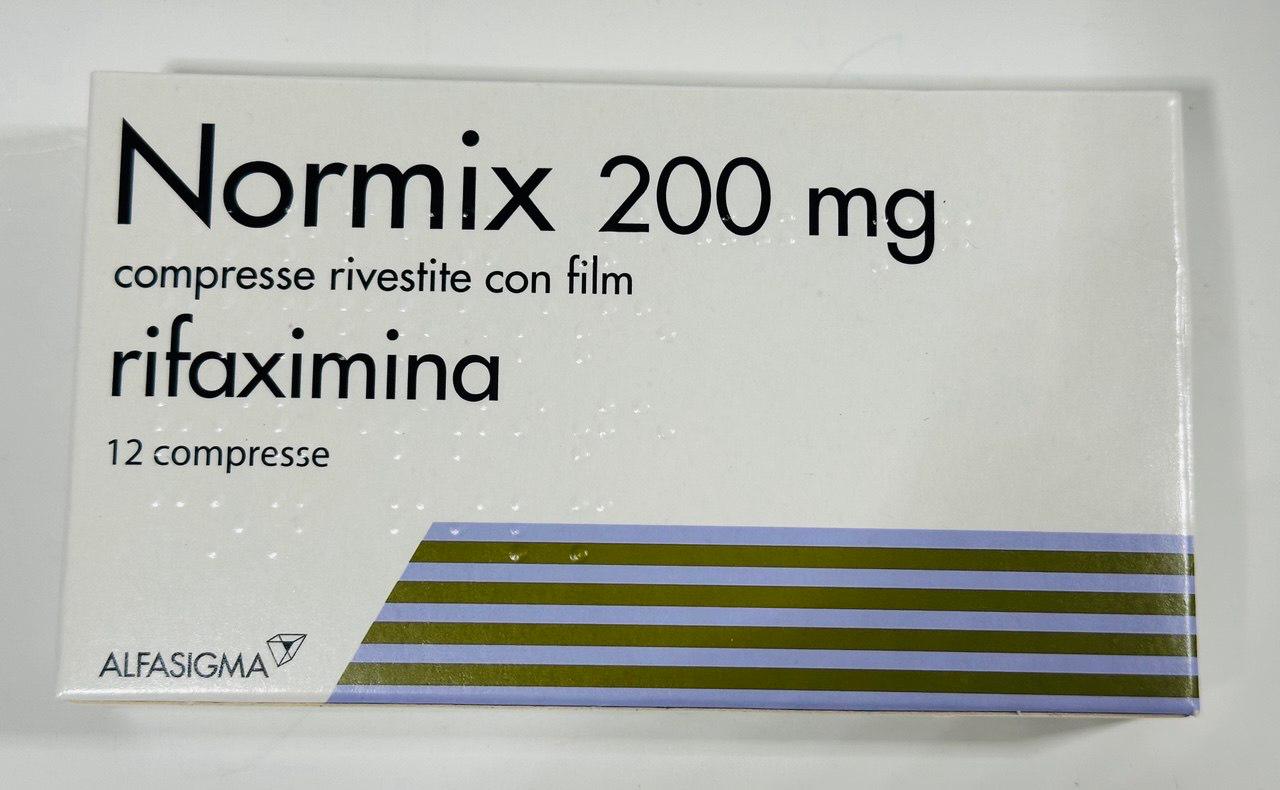 Normix 200 mg
compresse rivestite con film
rifaximina
12 compresse
ALFASIGMA